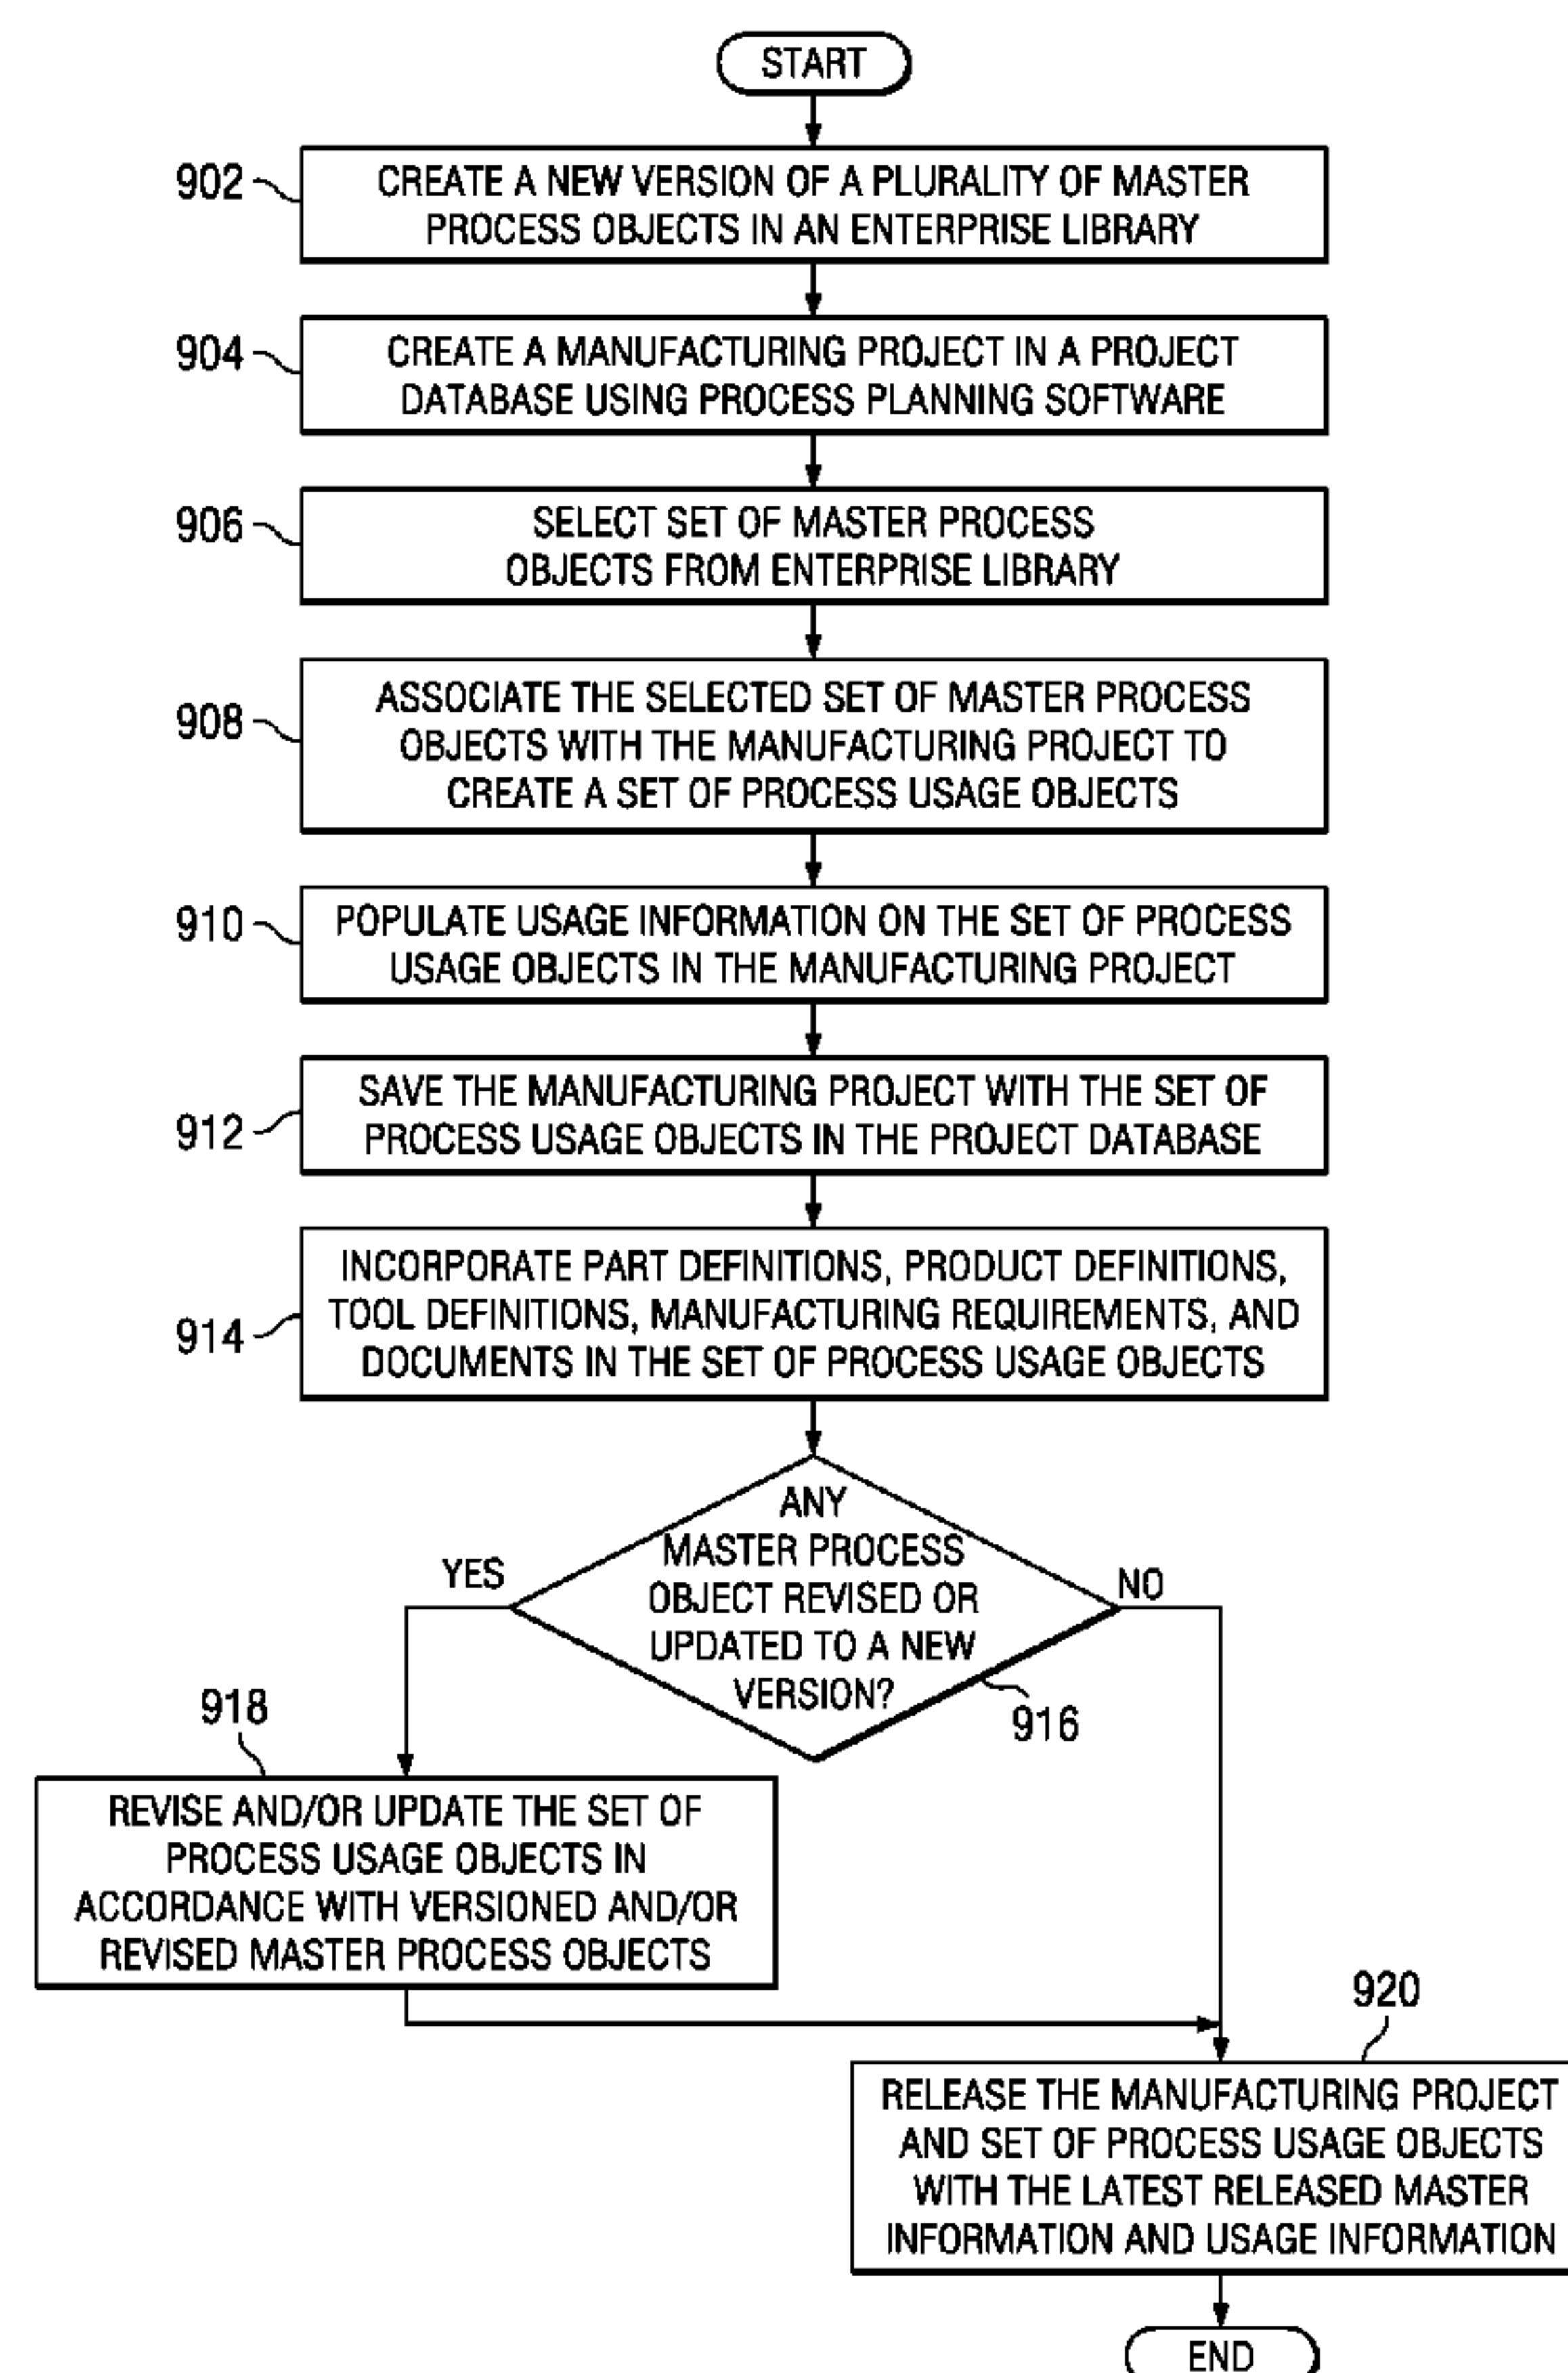 START
902
CREATE A NEW VERSION OF A PLURALITY OF MASTER
PROCESS OBJECTS IN AN ENTERPRISE LIBRARY
904
CREATE A MANUFACTURING PROJECT IN A PROJECT
DATABASE USING PROCESS PLANNING SOFTWARE
906
SELECT SET OF MASTER PROCESS
OBJECTS FROM ENTERPRISE LIBRARY
908
ASSOCIATE THE SELECTED SET OF MASTER PROCESS
OBJECTS WITH THE MANUFACTURING PROJECT TO
CREATE A SET OF PROCESS USAGE OBJECTS
910
POPULATE USAGE INFORMATION ON THE SET OF PROCESS
USAGE OBJECTS IN THE MANUFACTURING PROJECT
912
SAVE THE MANUFACTURING PROJECT WITH THE SET OF
PROCESS USAGE OBJECTS IN THE PROJECT DATABASE
914
INCORPORATE PART DEFINITIONS, PRODUCT DEFINITIONS,
TOOL DEFINITIONS, MANUFACTURING REQUIREMENTS, AND
DOCUMENTS IN THE SET OF PROCESS USAGE OBJECTS
ANY
MASTER PROCESS
OBJECT REVISED OR
UPDATED TO A NEW
VERSION?
916
YES
NO
918
REVISE AND/OR UPDATE THE SET OF
PROCESS USAGE OBJECTS IN
ACCORDANCE WITH VERSIONED AND/OR
REVISED MASTER PROCESS OBJECTS
920
RELEASE THE MANUFACTURING PROJECT
AND SET OF PROCESS USAGE OBJECTS
WITH THE LATEST RELEASED MASTER
INFORMATION AND USAGE INFORMATION
END